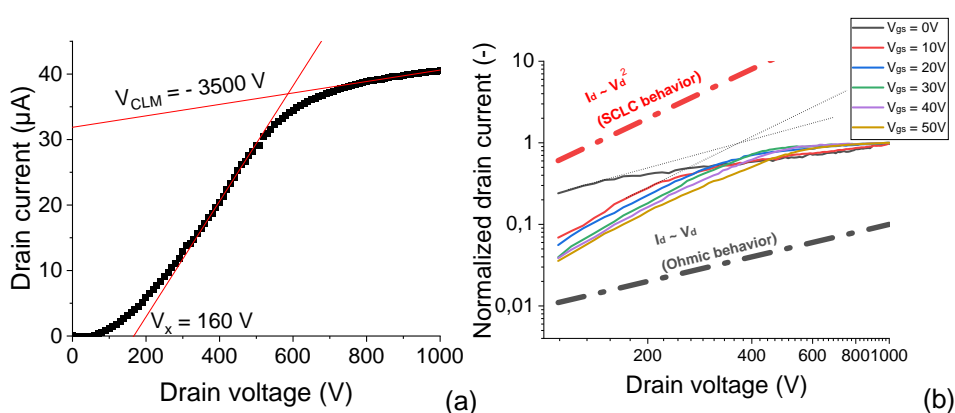 Drain current (µA)
40
30
20
10
0
V_CLM = - 3500 V
V_x = 160 V
0 200 400 600 800 1000
Drain voltage (V)
(a)
Normalized drain current (-)
10
1
0,1
0,01
I_d ~ V_d^2
(SCLC behavior)
I_d ~ V_d
(Ohmic behavior)
V_gs = 0V
V_gs = 10V
V_gs = 20V
V_gs = 30V
V_gs = 40V
V_gs = 50V
200 400 600 800 1000
Drain voltage (V)
(b)